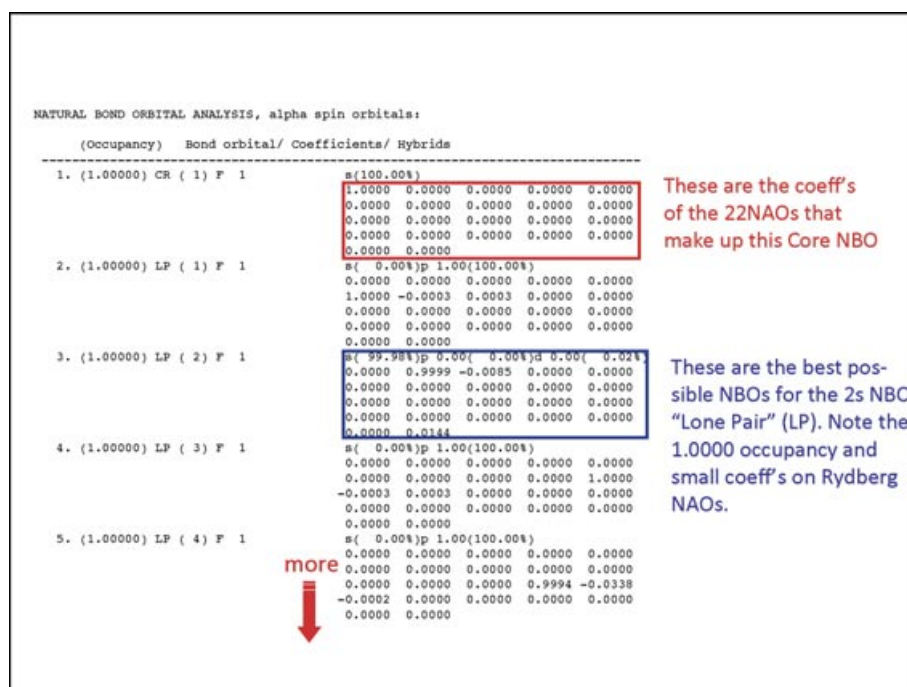 NATURAL BOND ORBITAL ANALYSIS, alpha spin orbitals:
(Occupancy) Bond orbital/ Coefficients/ Hybrids
---------------------------------------------------------------------------------
1. (1.00000) CR ( 1) F 1 s(100.00%)
1.0000 0.0000 0.0000 0.0000 0.0000
0.0000 0.0000 0.0000 0.0000 0.0000
0.0000 0.0000 0.0000 0.0000 0.0000
0.0000 0.0000 0.0000 0.0000 0.0000
0.0000 0.0000
These are the coeff's
of the 22NAOs that
make up this Core NBO
2. (1.00000) LP ( 1) F 1 s( 0.00%)p 1.00(100.00%)
0.0000 0.0000 0.0000 0.0000 0.0000
1.0000 -0.0003 0.0003 0.0000 0.0000
0.0000 0.0000 0.0000 0.0000 0.0000
0.0000 0.0000 0.0000 0.0000 0.0000
0.0000 0.0000
3. (1.00000) LP ( 2) F 1 s( 99.98%)p 0.00( 0.00%)d 0.00( 0.02%)
0.0000 0.9999 -0.0085 0.0000 0.0000
0.0000 0.0000 0.0000 0.0000 0.0000
0.0000 0.0000 0.0000 0.0000 0.0000
0.0000 0.0000 0.0000 0.0000 0.0000
0.0000 0.0144
These are the best pos-
sible NBOs for the 2s NBO
“Lone Pair” (LP). Note the
1.0000 occupancy and
small coeff's on Rydberg
NAOs.
4. (1.00000) LP ( 3) F 1 s( 0.00%)p 1.00(100.00%)
0.0000 0.0000 0.0000 0.0000 0.0000
0.0000 0.0000 0.0000 0.0000 1.0000
-0.0003 0.0003 0.0000 0.0000 0.0000
0.0000 0.0000 0.0000 0.0000 0.0000
0.0000 0.0000
5. (1.00000) LP ( 4) F 1 s( 0.00%)p 1.00(100.00%)
0.0000 0.0000 0.0000 0.0000 0.0000
0.0000 0.0000 0.0000 0.0000 0.0000
0.0000 0.0000 0.0000 0.9994 -0.0338
-0.0002 0.0000 0.0000 0.0000 0.0000
0.0000 0.0000
more